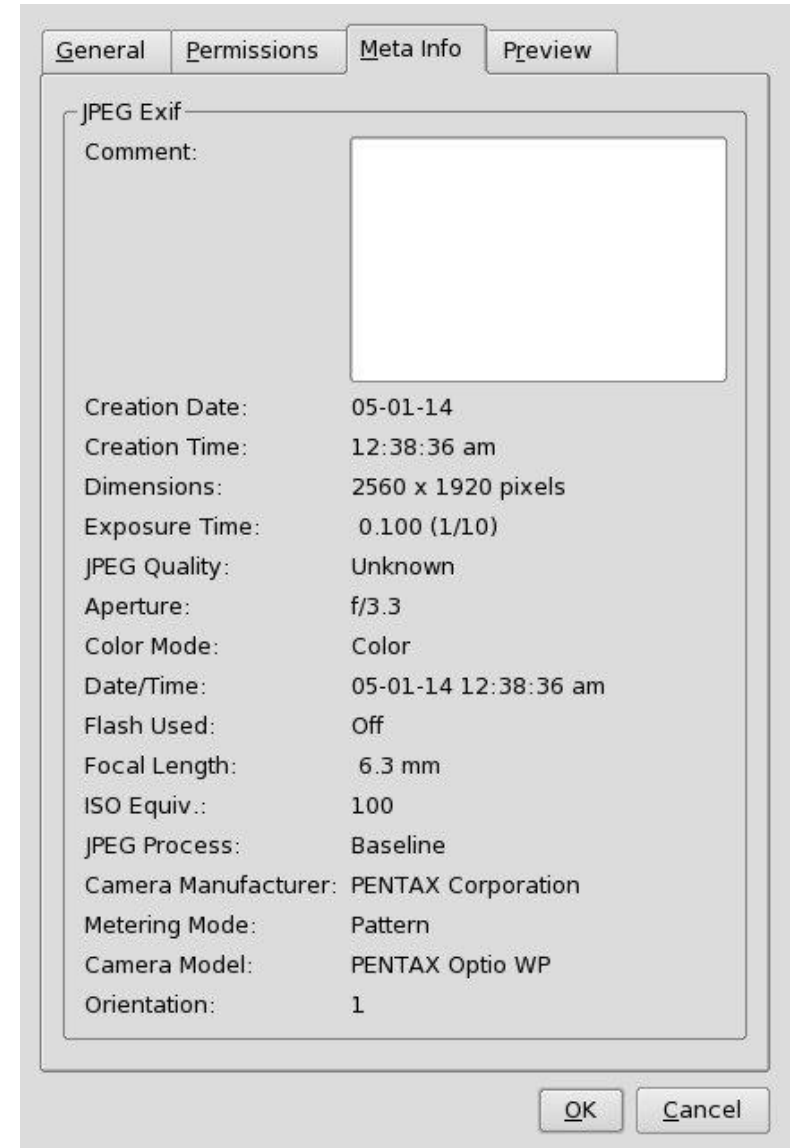 General Permissions Meta Info Preview
JPEG Exif
Comment:
Creation Date: 05-01-14
Creation Time: 12:38:36 am
Dimensions: 2560 x 1920 pixels
Exposure Time: 0.100 (1/10)
JPEG Quality: Unknown
Aperture: f/3.3
Color Mode: Color
Date/Time: 05-01-14 12:38:36 am
Flash Used: Off
Focal Length: 6.3 mm
ISO Equiv.: 100
JPEG Process: Baseline
Camera Manufacturer: PENTAX Corporation
Metering Mode: Pattern
Camera Model: PENTAX Optio WP
Orientation: 1
OK Cancel